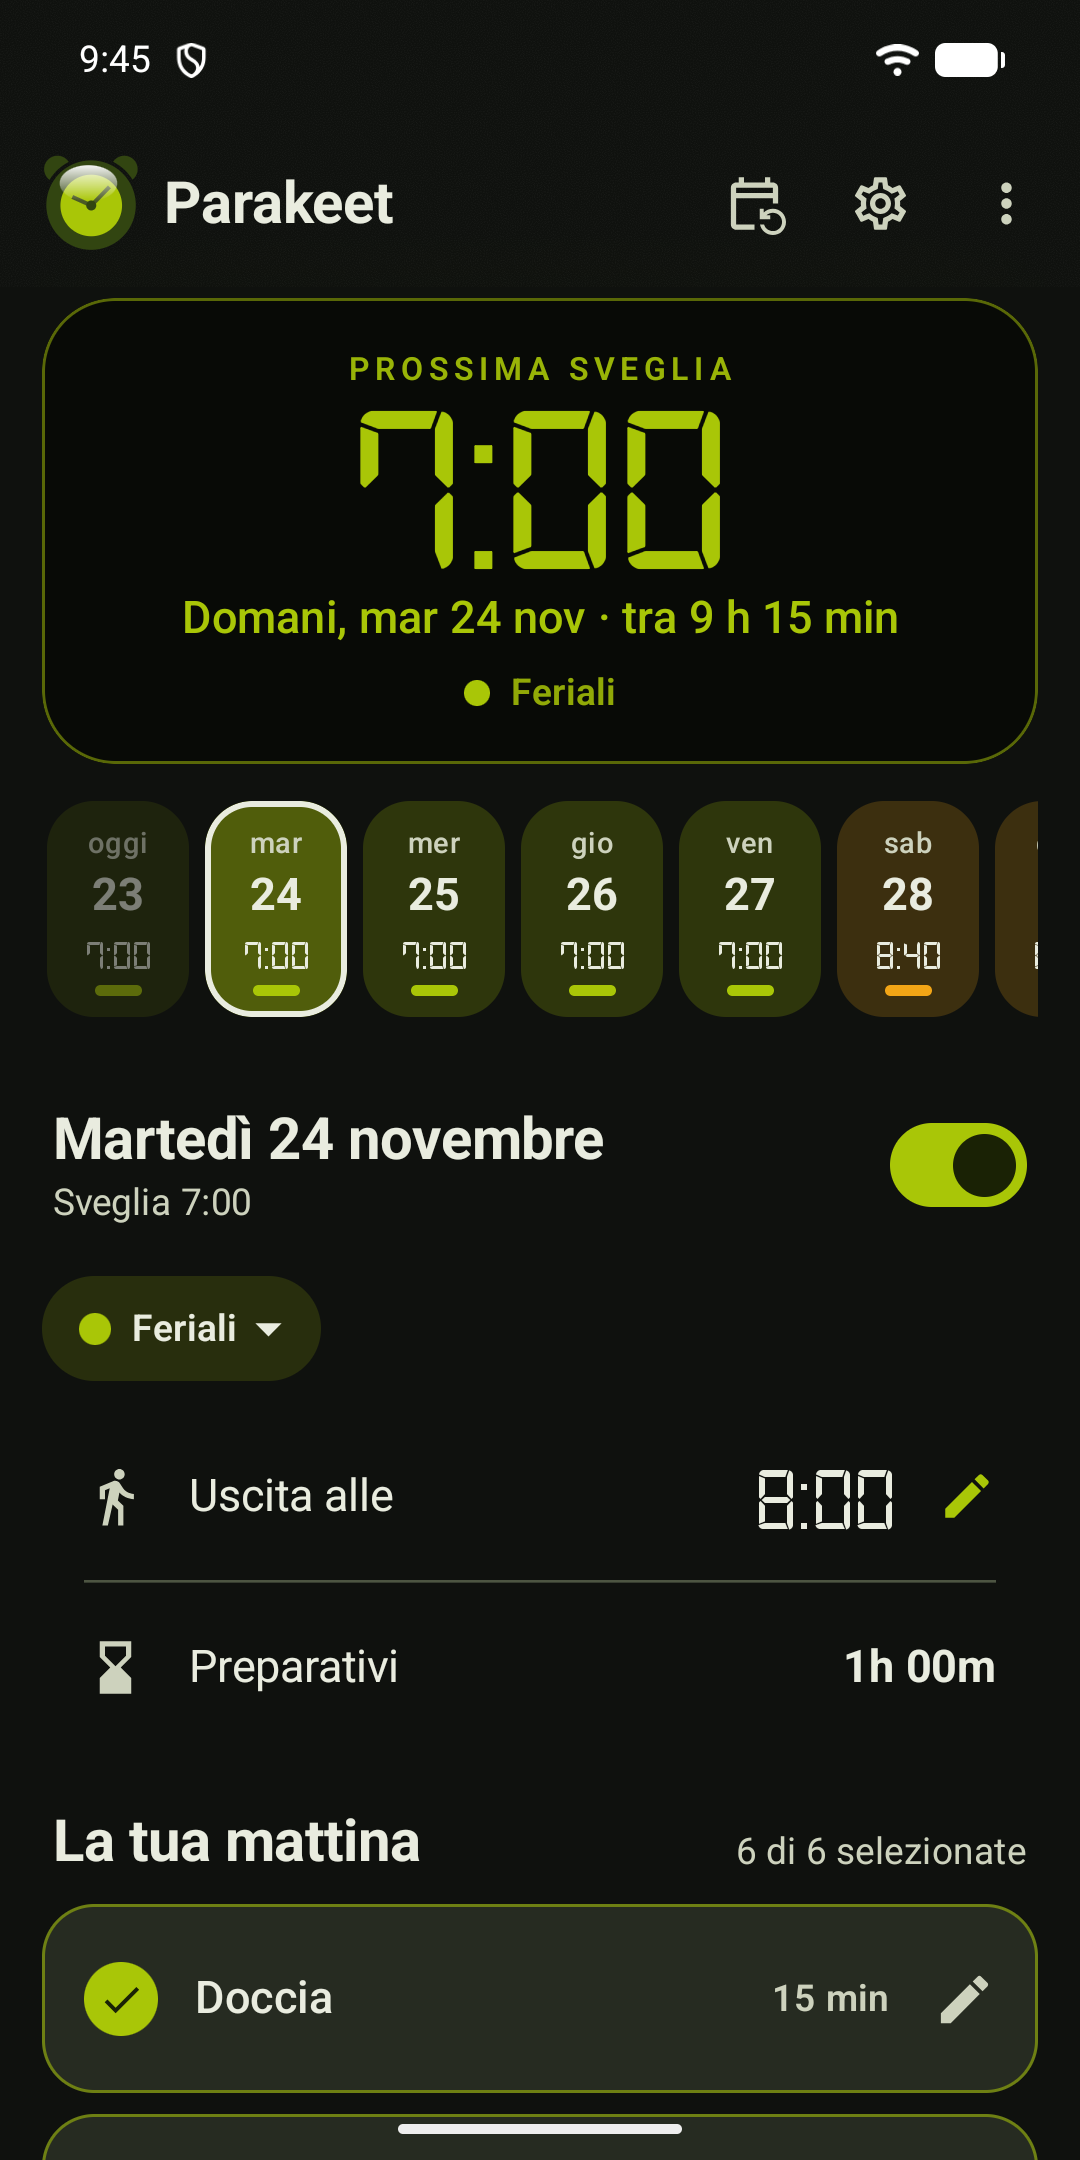 9:45
Parakeet
PROSSIMA SVEGLIA
7:00
Domani, mar 24 nov · tra 9 h 15 min
Feriali
oggi mar mer gio ven sab
23 24 25 26 27 28
7:00 7:00 7:00 7:00 7:00 8:40
Martedì 24 novembre
Sveglia 7:00
Feriali
Uscita alle 8:00
Preparativi 1h 00m
La tua mattina 6 di 6 selezionate
Doccia 15 min